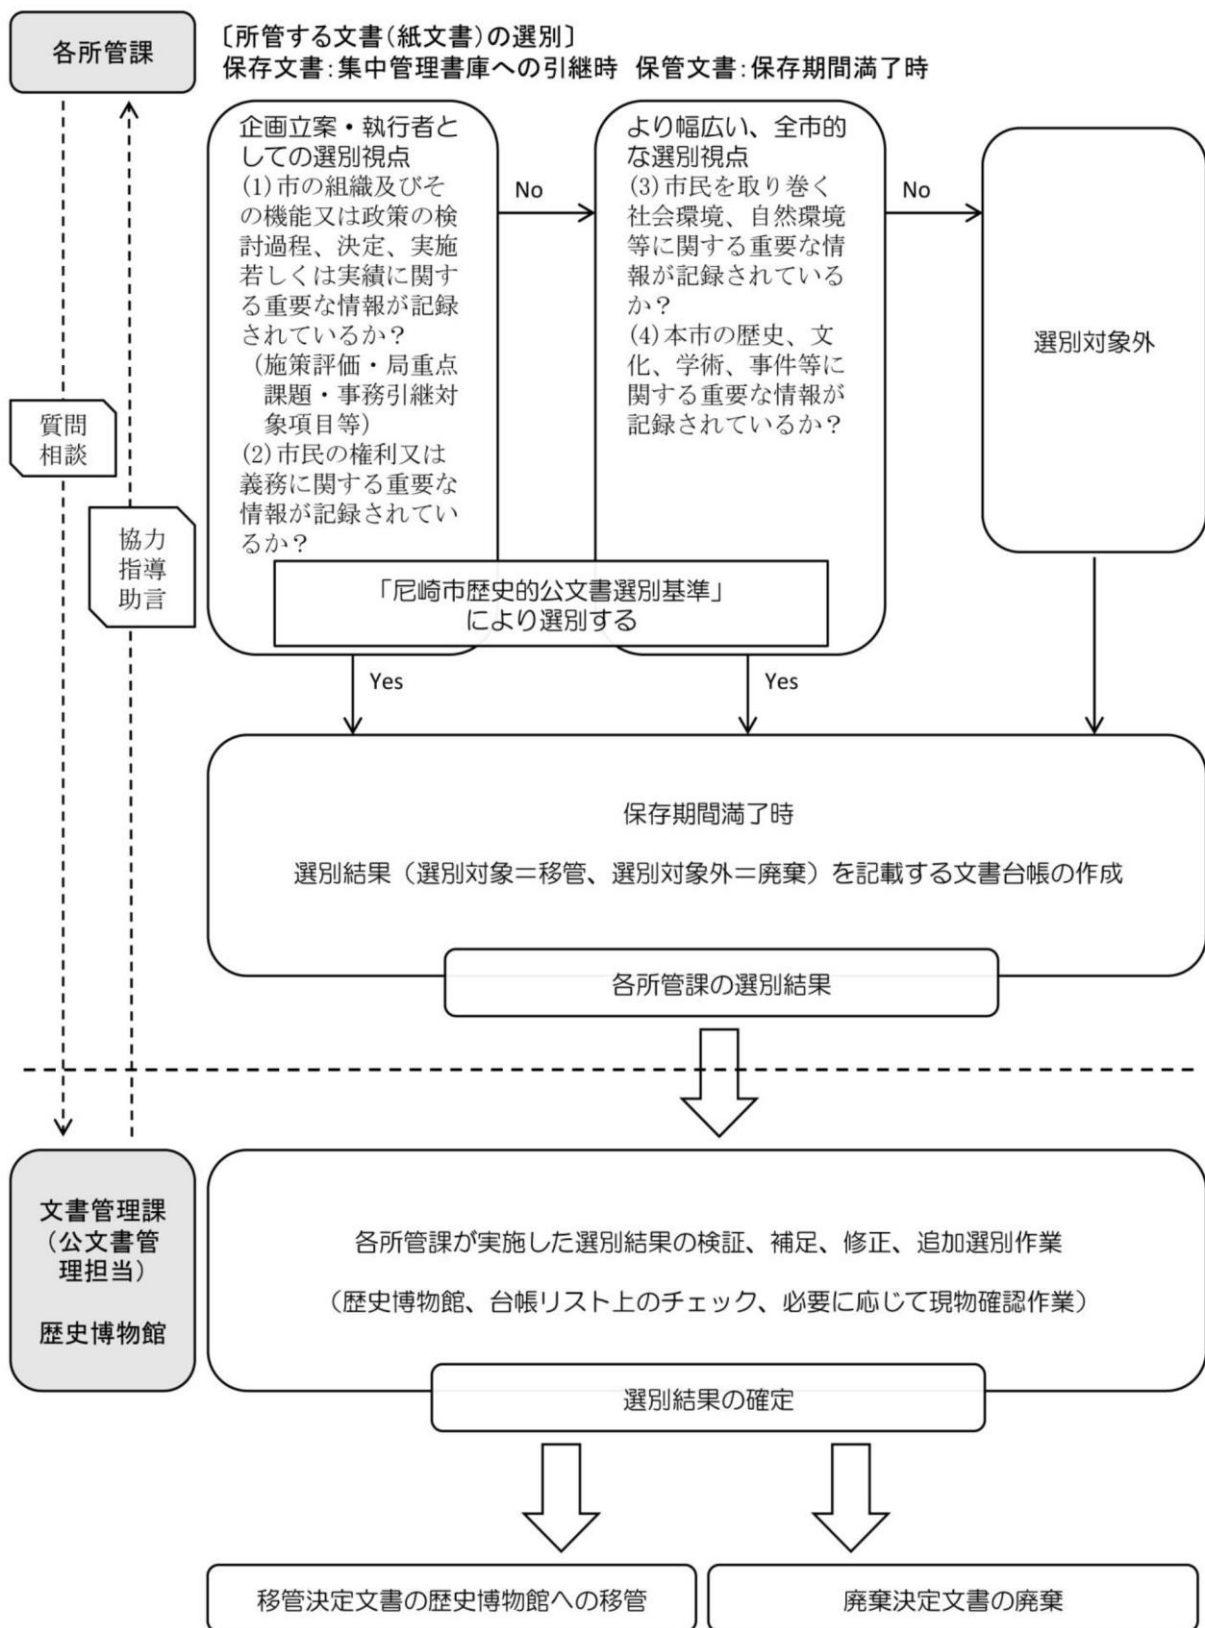 各所管課
〔所管する文書(紙文書)の選別〕
保存文書:集中管理書庫への引継時 保管文書:保存期間満了時
企画立案・執行者と
しての選別視点
(1)市の組織及びそ
の機能又は政策の検
討過程、決定、実施
若しくは実績に関す
る重要な情報が記録
されているか?
(施策評価・局重点
課題・事務引継対
象項目等)
(2)市民の権利又は
義務に関する重要な
情報が記録されてい
るか?
No
より幅広い、全市的
な選別視点
(3)市民を取り巻く
社会環境、自然環境
等に関する重要な情
報が記録されている
か?
(4)本市の歴史、文
化、学術、事件等に
関する重要な情報が
記録されているか?
No
選別対象外
「尼崎市歴史的公文書選別基準」
により選別する
質問
相談
協力
指導
助言
Yes
Yes
保存期間満了時
選別結果(選別対象=移管、選別対象外=廃棄)を記載する文書台帳の作成
各所管課の選別結果
文書管理課
(公文書管
理担当)
歴史博物館
各所管課が実施した選別結果の検証、補足、修正、追加選別作業
(歴史博物館、台帳リスト上のチェック、必要に応じて現物確認作業)
選別結果の確定
移管決定文書の歴史博物館への移管
廃棄決定文書の廃棄